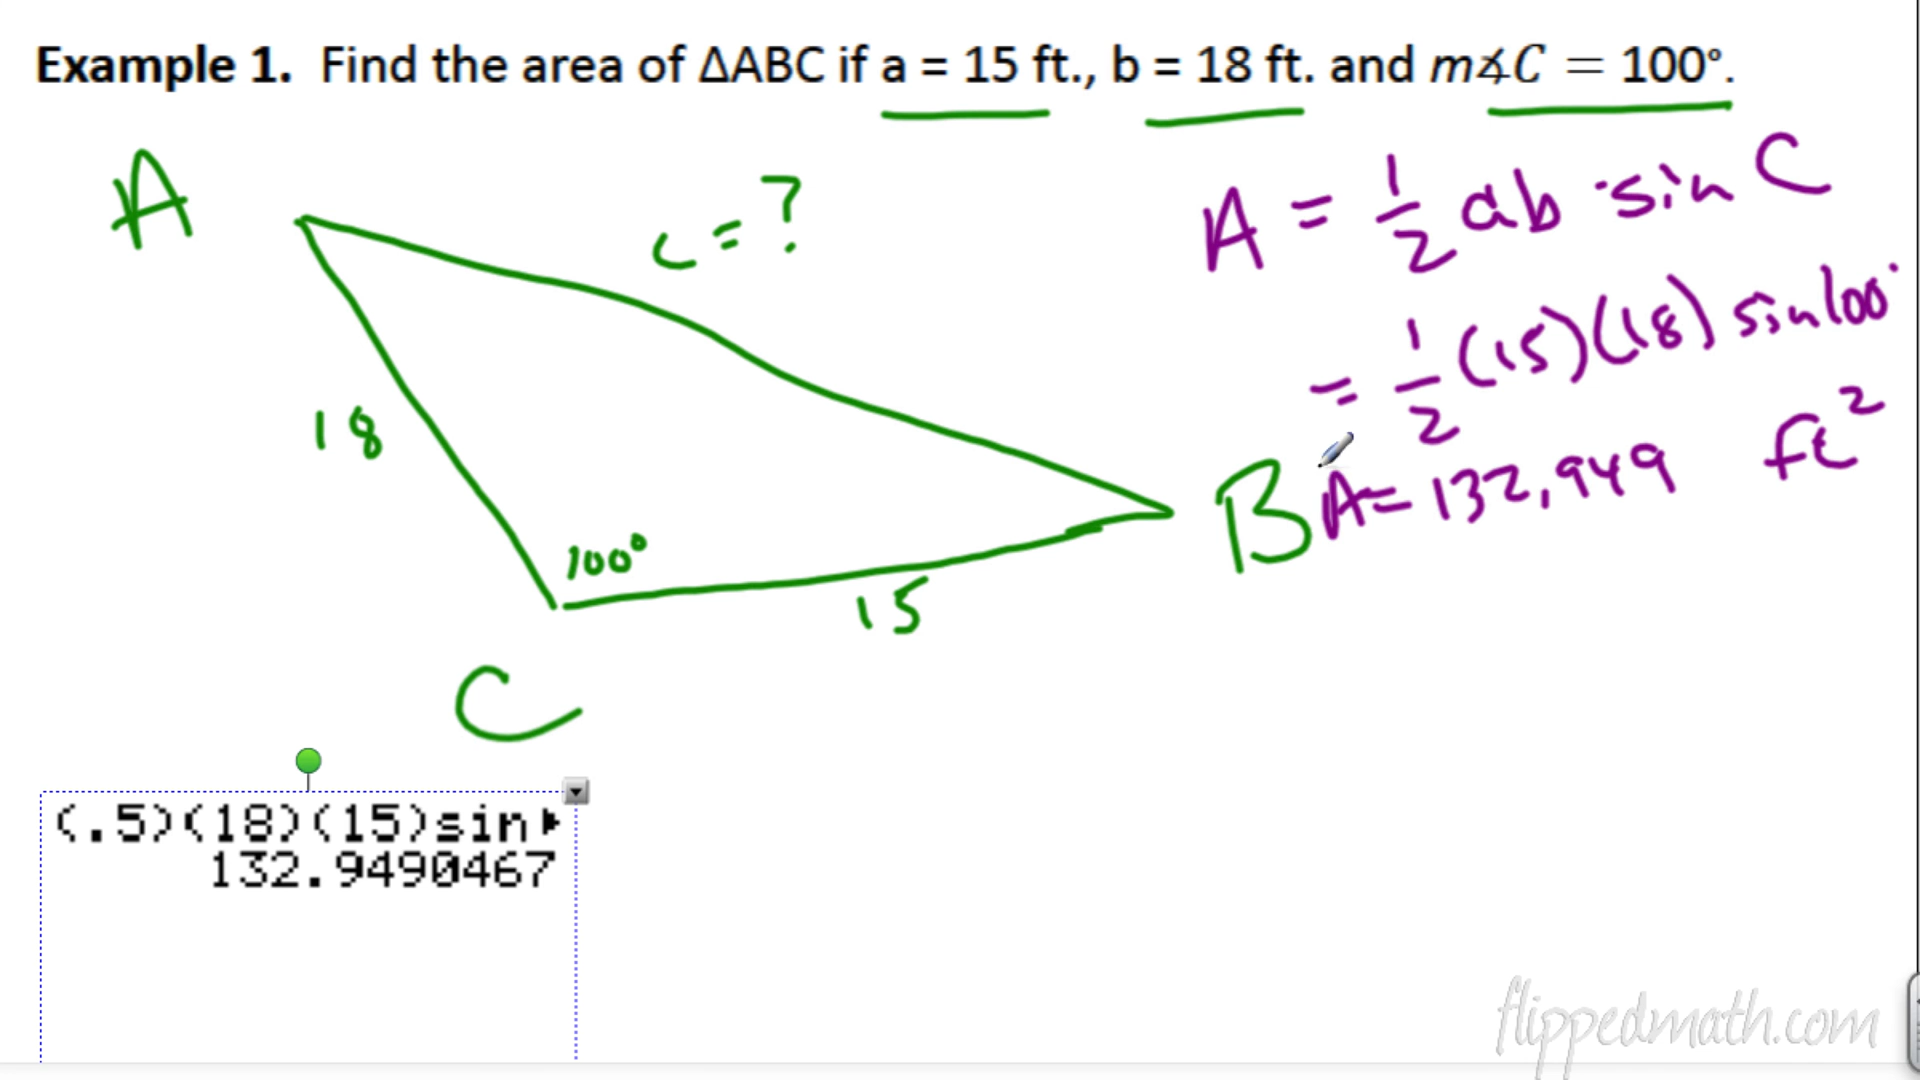 Example 1. Find the area of ΔABC if a = 15 ft., b = 18 ft. and m∡C = 100°.
A
c = ?
A = 1/2 ab sin C
= 1/2 (15)(18) sin 100°
18
B
A = 132.949 ft²
100°
15
C
(.5)(18)(15)sin
132.9490467
flippedmath.com